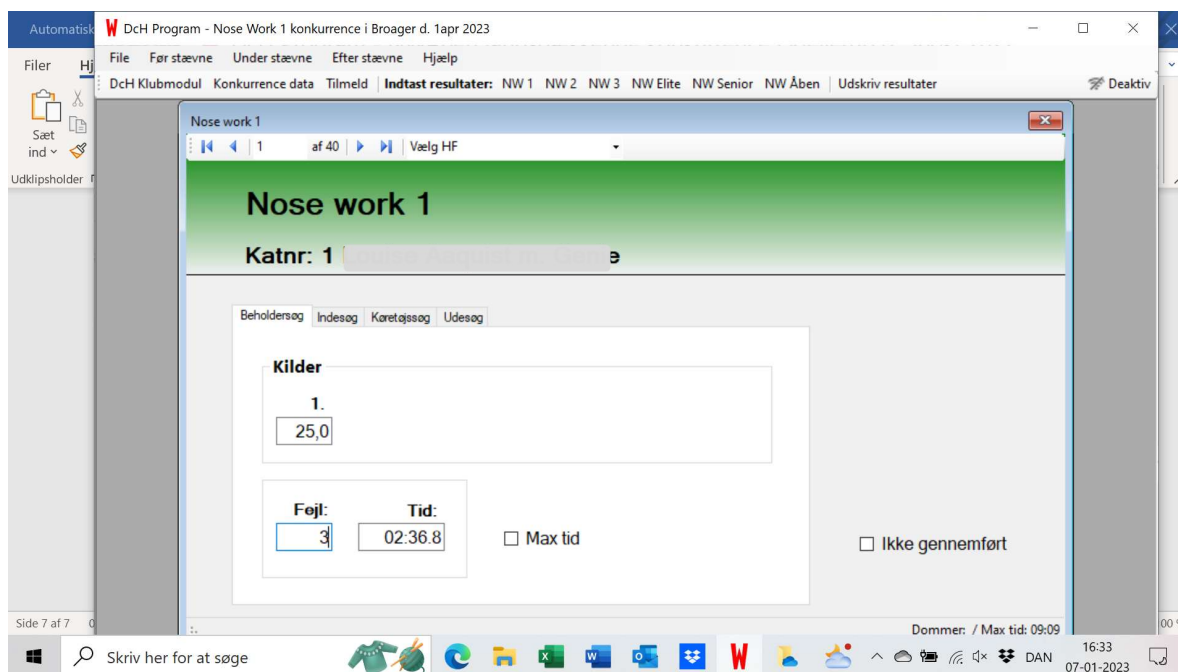 Automatisk
DcH Program - Nose Work 1 konkurrence i Broager d. 1apr 2023
Filer Hj
File Før stævne Under stævne Efter stævne Hjælp
DcH Klubmodul Konkurrence data Tilmeld Indtast resultater: NW 1 NW 2 NW 3 NW Elite NW Senior NW Åben Udskriv resultater Deaktiv
Sæt
ind
Udklipsholder
Nose work 1
1 af 40 Vælg HF
Nose work 1
Katnr: 1
Beholdersøg Indesøg Køretøjssøg Udesøg
Kilder
1.
25,0
Fejl: Tid:
3 02:36.8 Max tid
Ikke gennemført
Side 7 af 7
Dommer: / Max tid: 09:09
Skriv her for at søge
DAN
16:33
07-01-2023